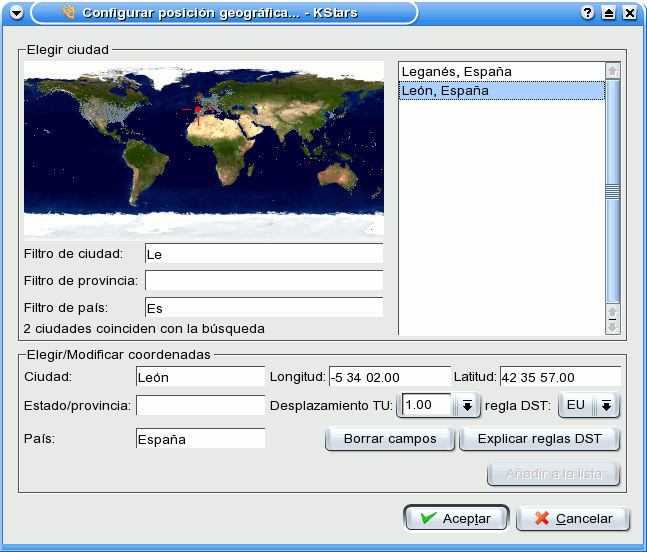 Configurar posición geográfica... - KStars
Elegir ciudad
Leganés, España
León, España
Filtro de ciudad: Le
Filtro de provincia:
Filtro de país: Es
2 ciudades coinciden con la búsqueda
Elegir/Modificar coordenadas
Ciudad: León Longitud: -5 34 02.00 Latitud: 42 35 57.00
Estado/provincia: Desplazamiento TU: 1.00 regla DST: EU
País: España Borrar campos Explicar reglas DST
Añadir a la lista
Aceptar Cancelar